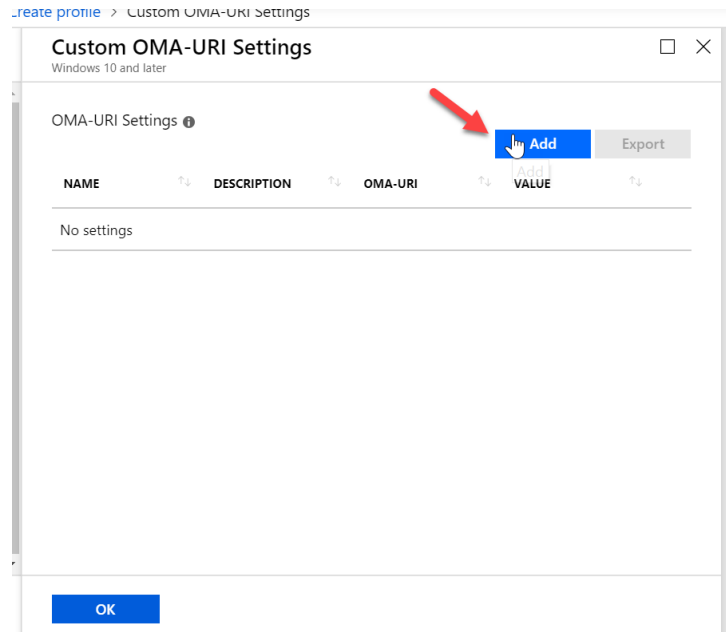 Create profile > Custom OMA-URI Settings
Custom OMA-URI Settings
Windows 10 and later
OMA-URI Settings
Add Export
Add
NAME DESCRIPTION OMA-URI VALUE
No settings
OK